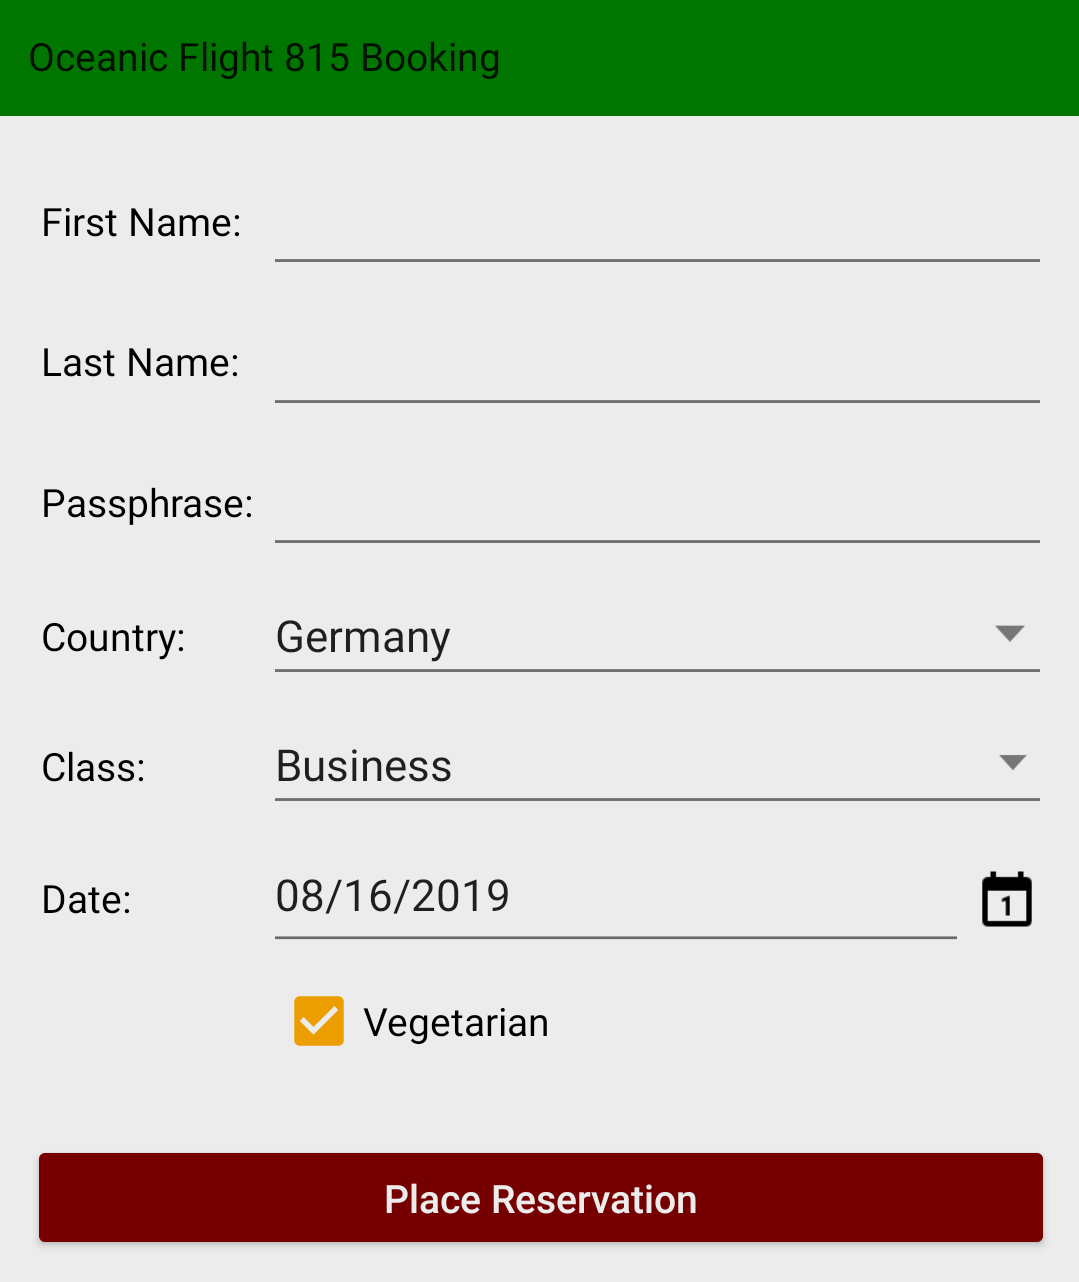 Oceanic Flight 815 Booking
First Name:
Last Name:
Passphrase:
Country: Germany
Class: Business
Date: 08/16/2019
1
Vegetarian
Place Reservation